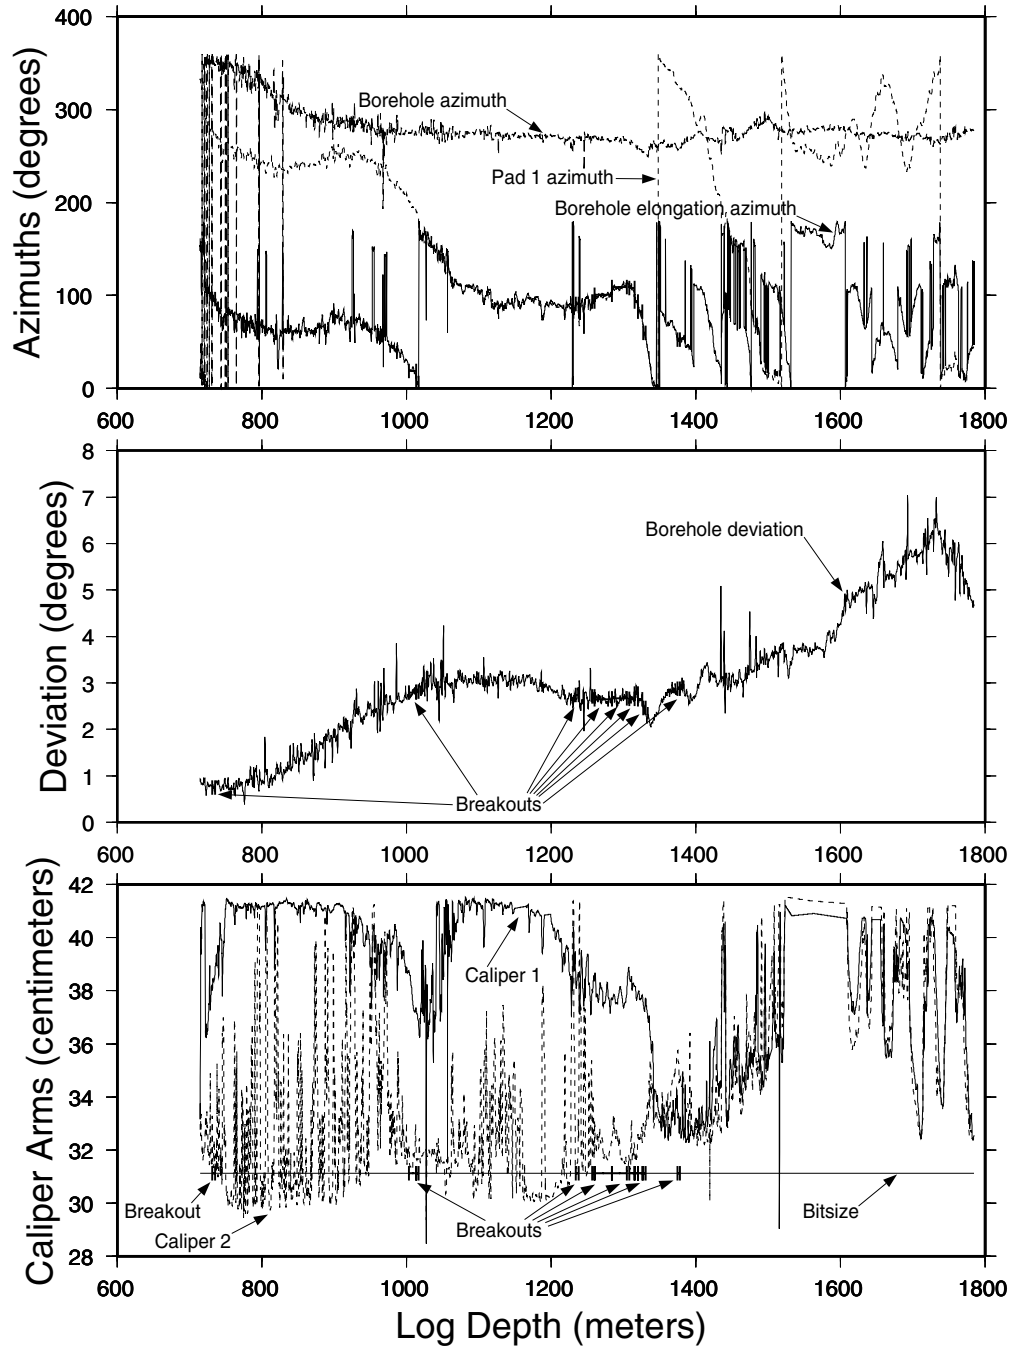 400
300
200
100
0
Azimuths (degrees)
Borehole azimuth
Pad 1 azimuth
Borehole elongation azimuth
600 800 1000 1200 1400 1600 1800
8
7
6
5
4
3
2
1
0
Deviation (degrees)
Borehole deviation
Breakouts
600 800 1000 1200 1400 1600 1800
42
40
38
36
34
32
30
28
Caliper Arms (centimeters)
Caliper 1
Breakout
Caliper 2
Breakouts
Bitsize
600 800 1000 1200 1400 1600 1800
Log Depth (meters)